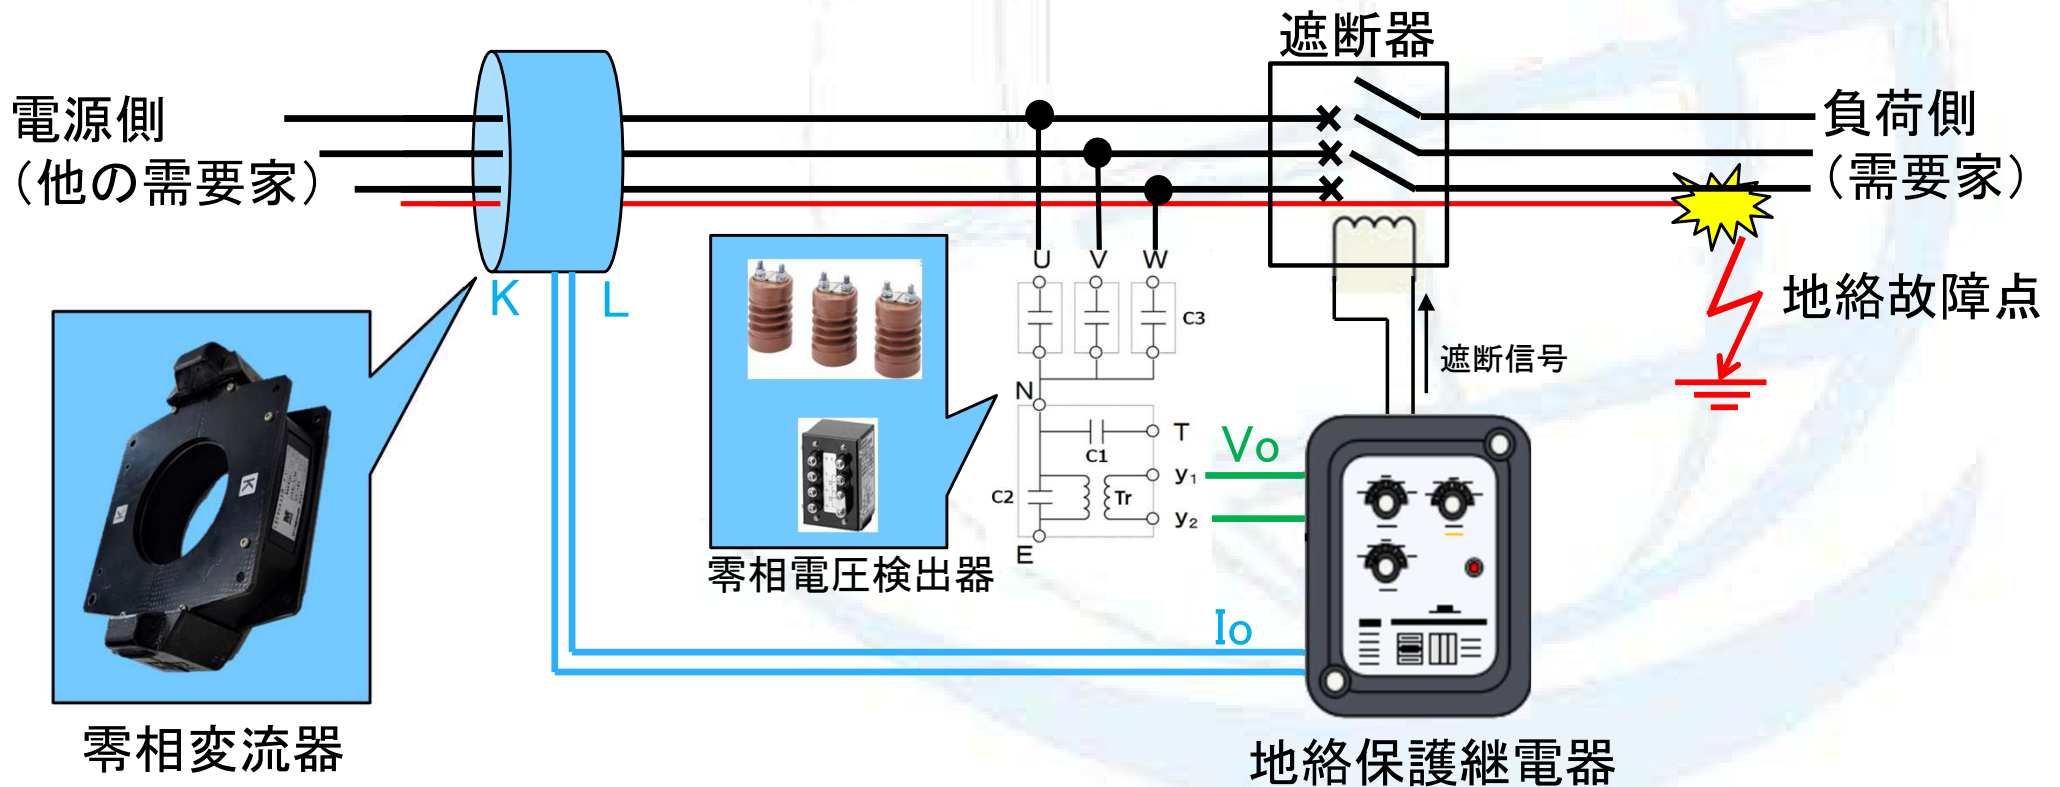 遮断器
電源側
(他の需要家)
負荷側
(需要家)
K
L
U
V
W
C3
地絡故障点
遮断信号
N
T
C1
Vo
y₁
C2
Tr
y₂
E
零相電圧検出器
Io
K
K
零相変流器
地絡保護継電器